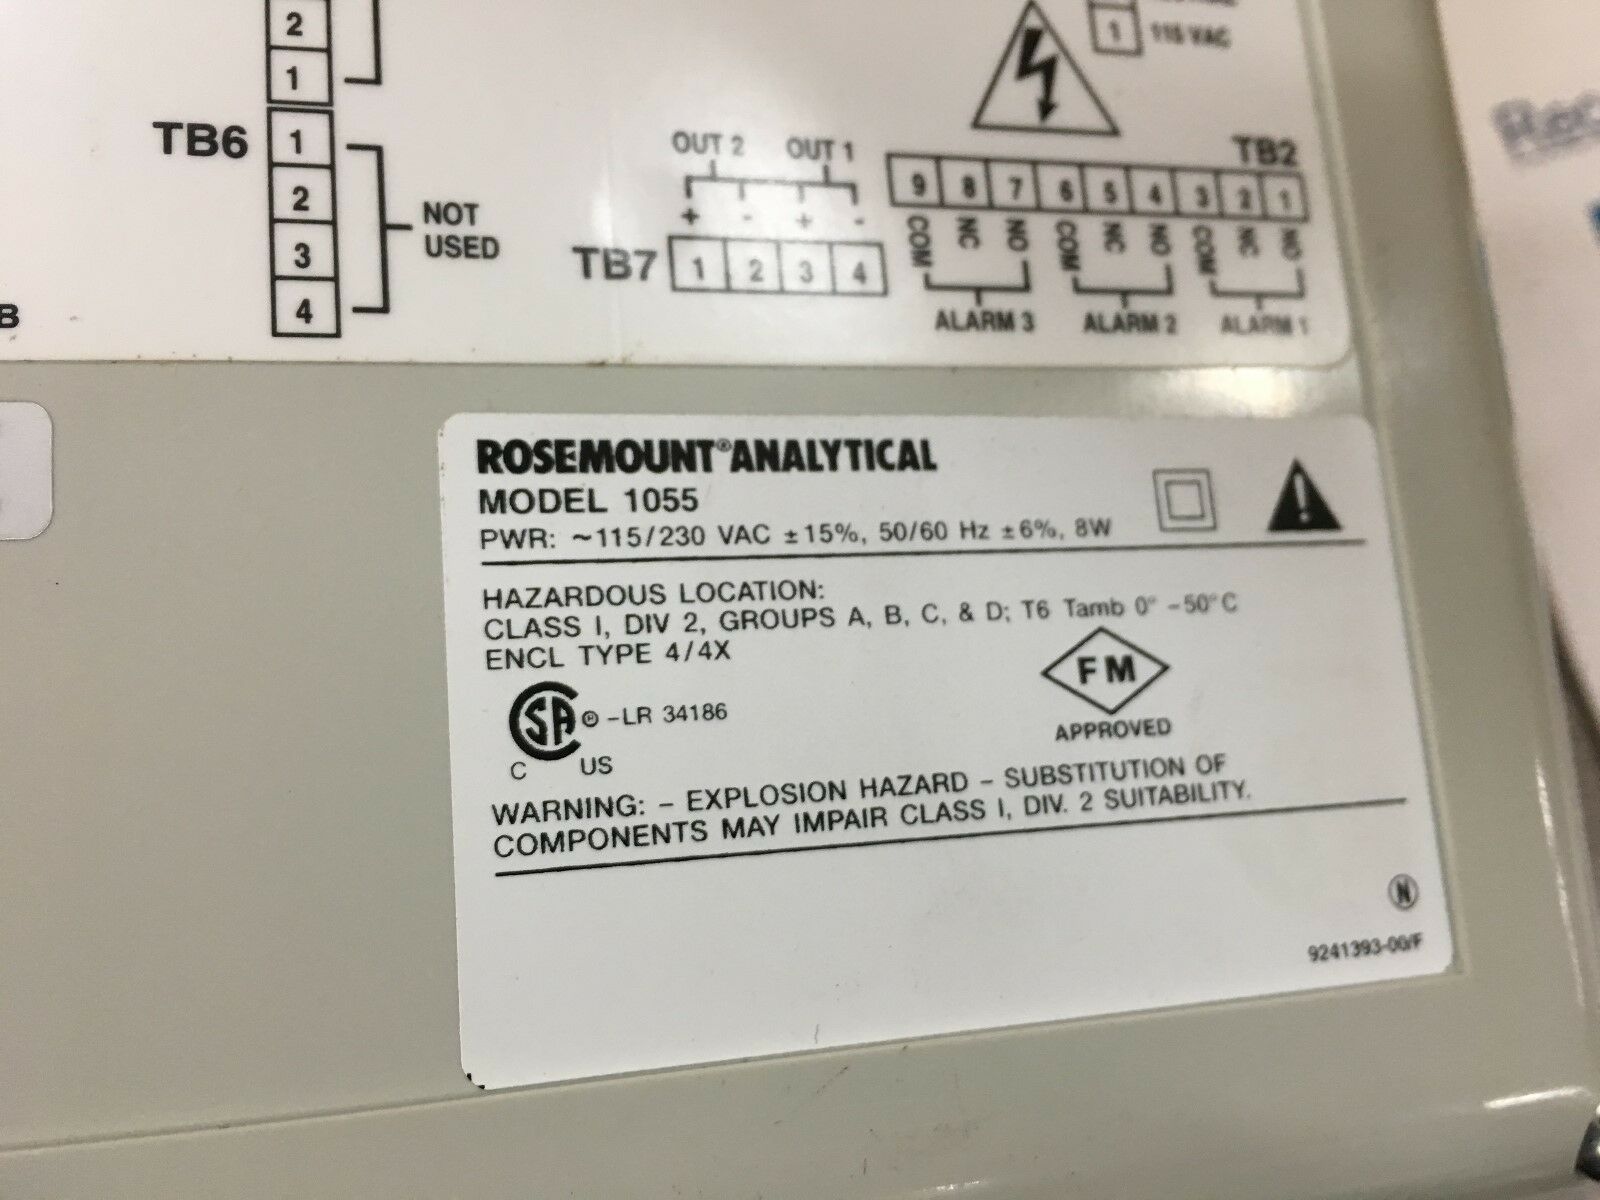 2
1
TB6
1
2
3
4
NOT
USED
B
1 115 VAC
OUT 2 OUT 1
+ - + -
TB7 1 2 3 4
TB2
9 8 7 6 5 4 3 2 1
COM NC NO COM NC NO COM NC NO
ALARM 3 ALARM 2 ALARM 1
ROSEMOUNT® ANALYTICAL
MODEL 1055
PWR: ~115/230 VAC ±15%, 50/60 Hz ±6%, 8W
HAZARDOUS LOCATION:
CLASS I, DIV 2, GROUPS A, B, C, & D; T6 Tamb 0° -50°C
ENCL TYPE 4/4X
SA ® -LR 34186
C US
FM
APPROVED
WARNING: - EXPLOSION HAZARD - SUBSTITUTION OF
COMPONENTS MAY IMPAIR CLASS I, DIV. 2 SUITABILITY.
N
9241393-00/F